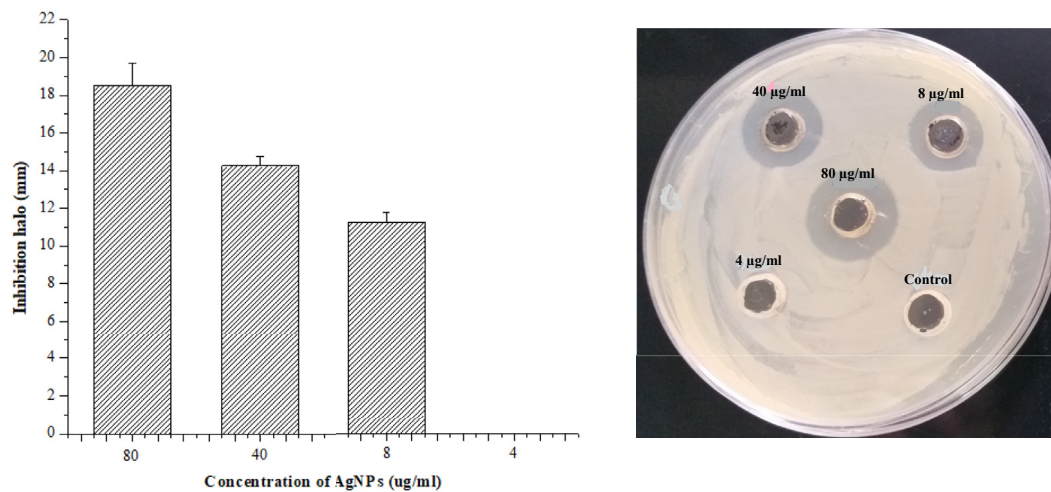 22
20
18
16
14
12
10
8
6
4
2
0
Inhibition halo (mm)
80 40 8 4
Concentration of AgNPs (ug/ml)
40 µg/ml 8 µg/ml
80 µg/ml
4 µg/ml
Control